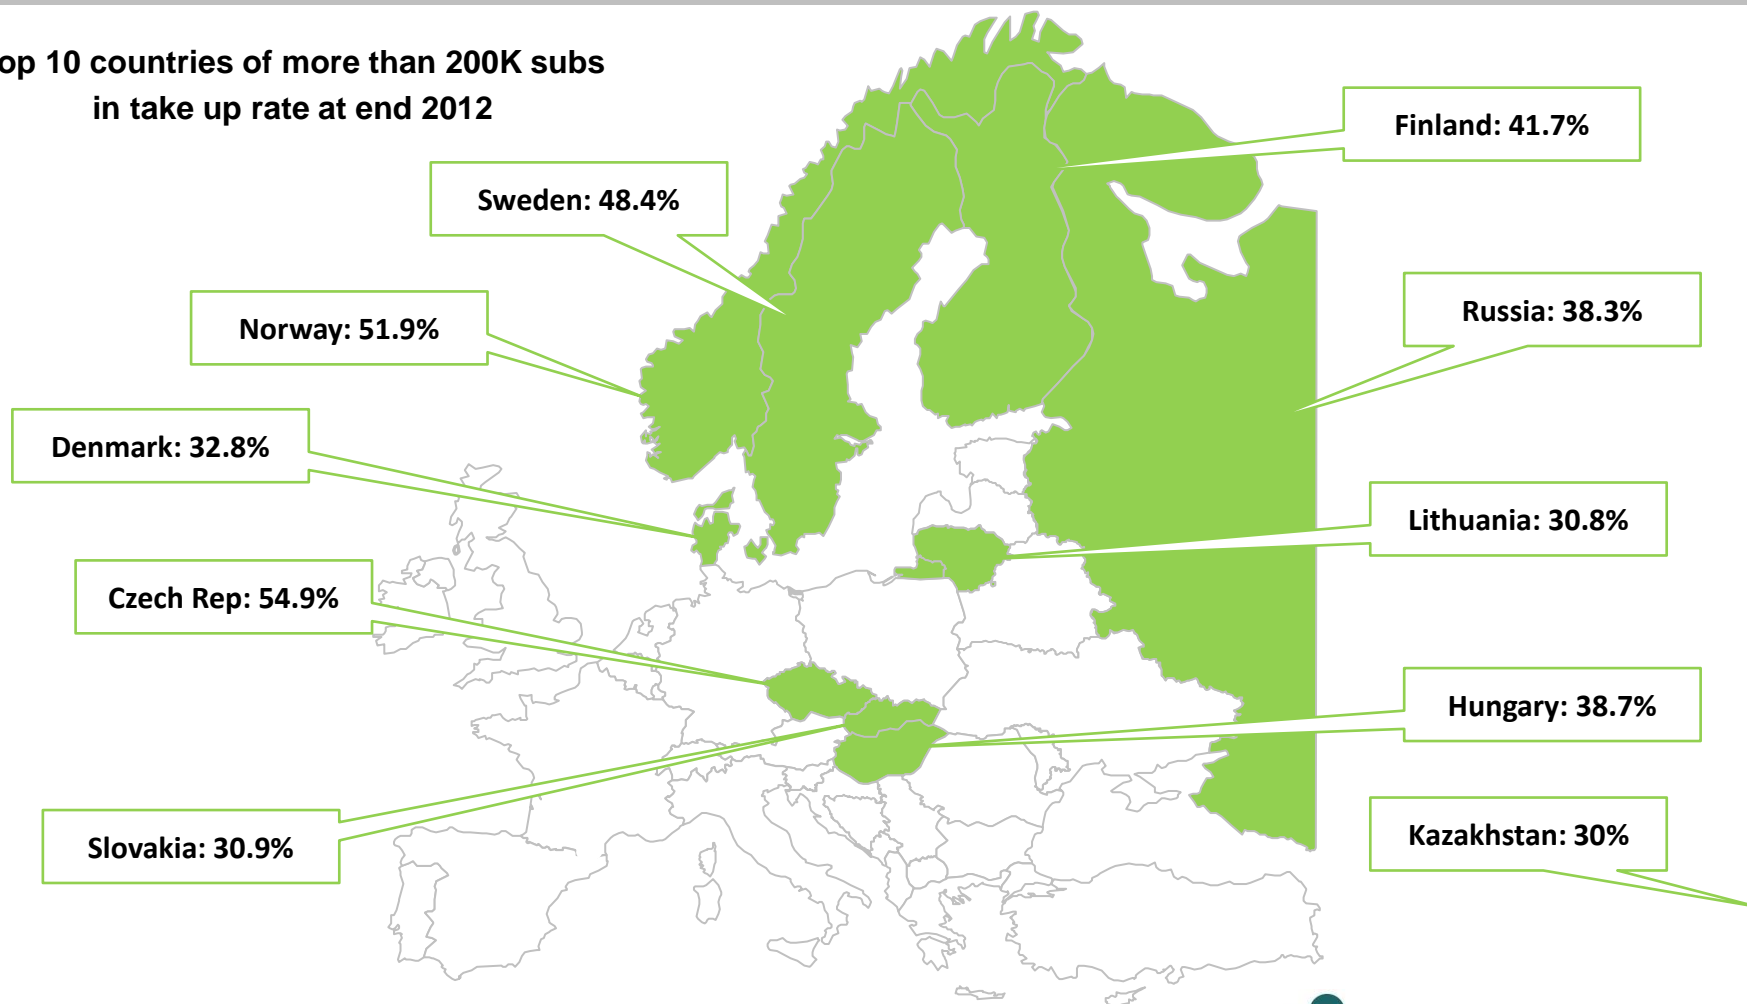 op 10 countries of more than 200K subs
in take up rate at end 2012
Finland: 41.7%
Sweden: 48.4%
Norway: 51.9%
Russia: 38.3%
Denmark: 32.8%
Lithuania: 30.8%
Czech Rep: 54.9%
Hungary: 38.7%
Slovakia: 30.9%
Kazakhstan: 30%